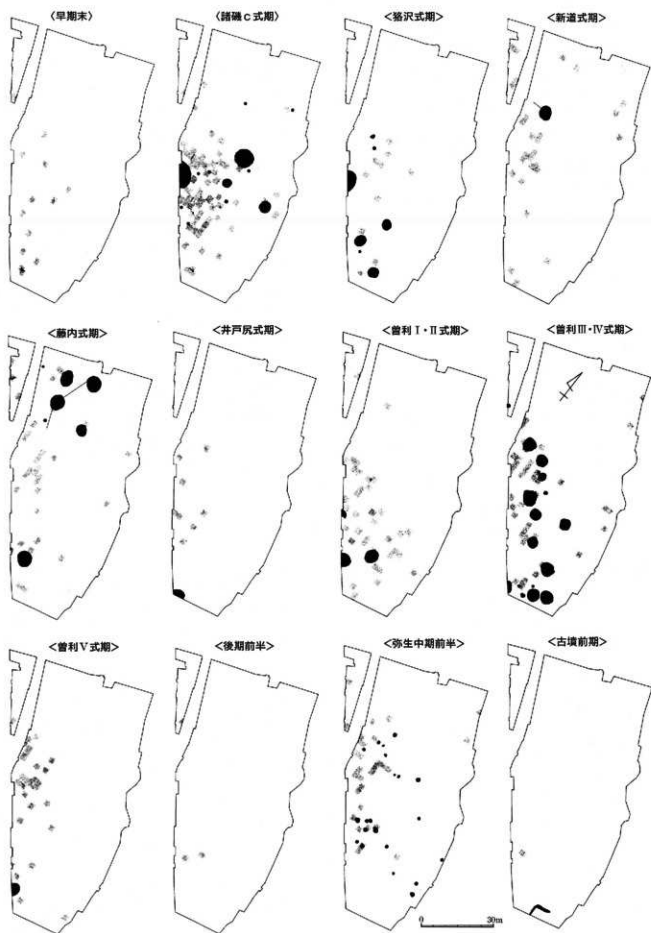 〈早期末〉
〈諸磯c式期〉
〈狢沢式期〉
〈新道式期〉
<藤内式期>
<井戸尻式期>
<曽利Ⅰ・Ⅱ式期>
<曽利Ⅲ・Ⅳ式期>
<曽利Ⅴ式期>
<後期前半>
<弥生中期前半>
<古墳前期>
0 30m